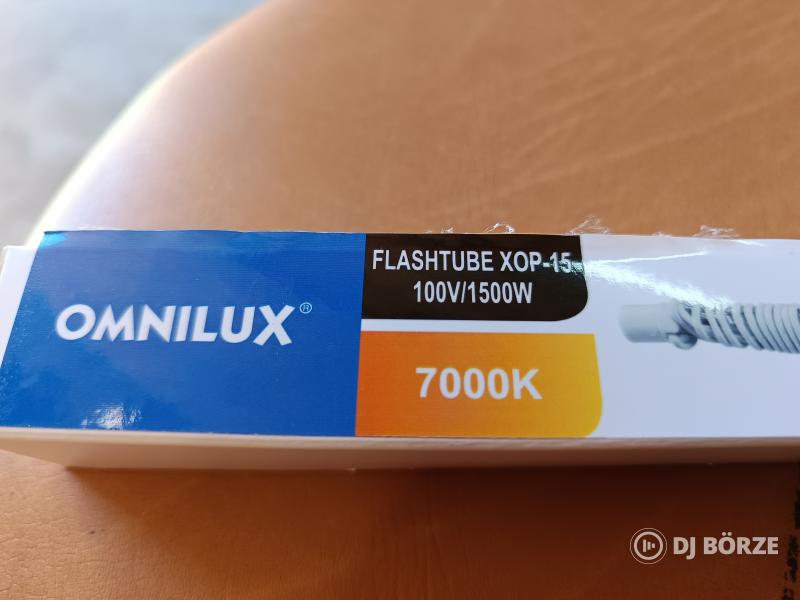 OMNILUX®
FLASHTUBE XOP-15
100V/1500W
7000K
DJ BÖRZE